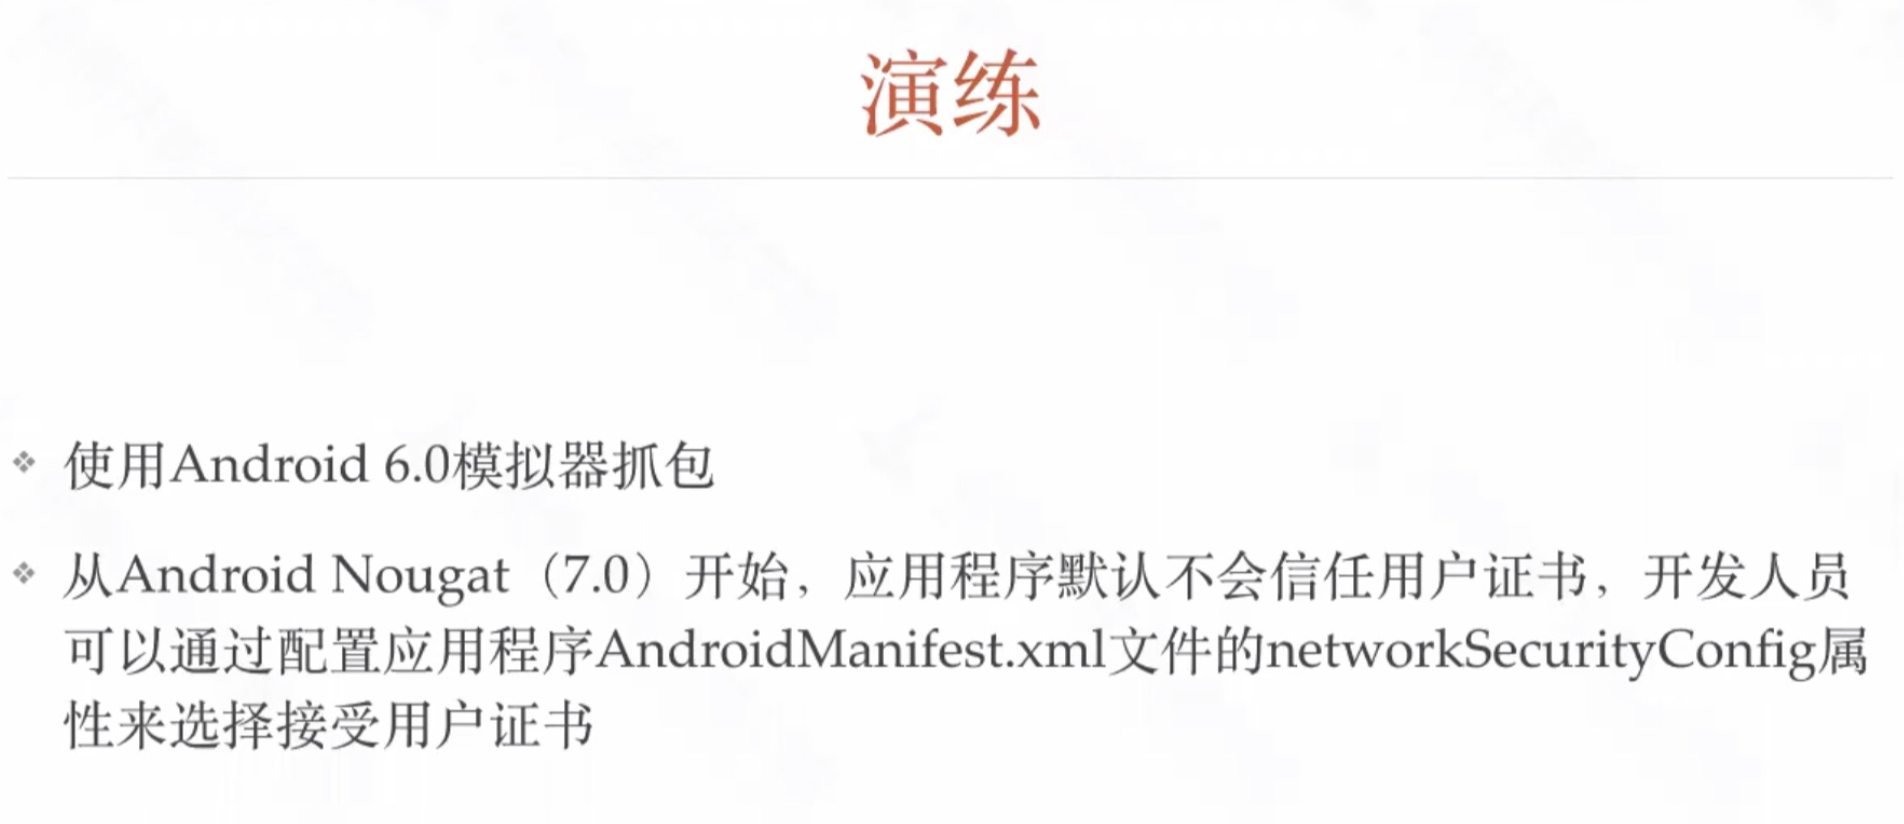 演练
使用Android 6.0模拟器抓包
从Android Nougat（7.0）开始，应用程序默认不会信任用户证书，开发人员
可以通过配置应用程序AndroidManifest.xml文件的networkSecurityConfig属
性来选择接受用户证书